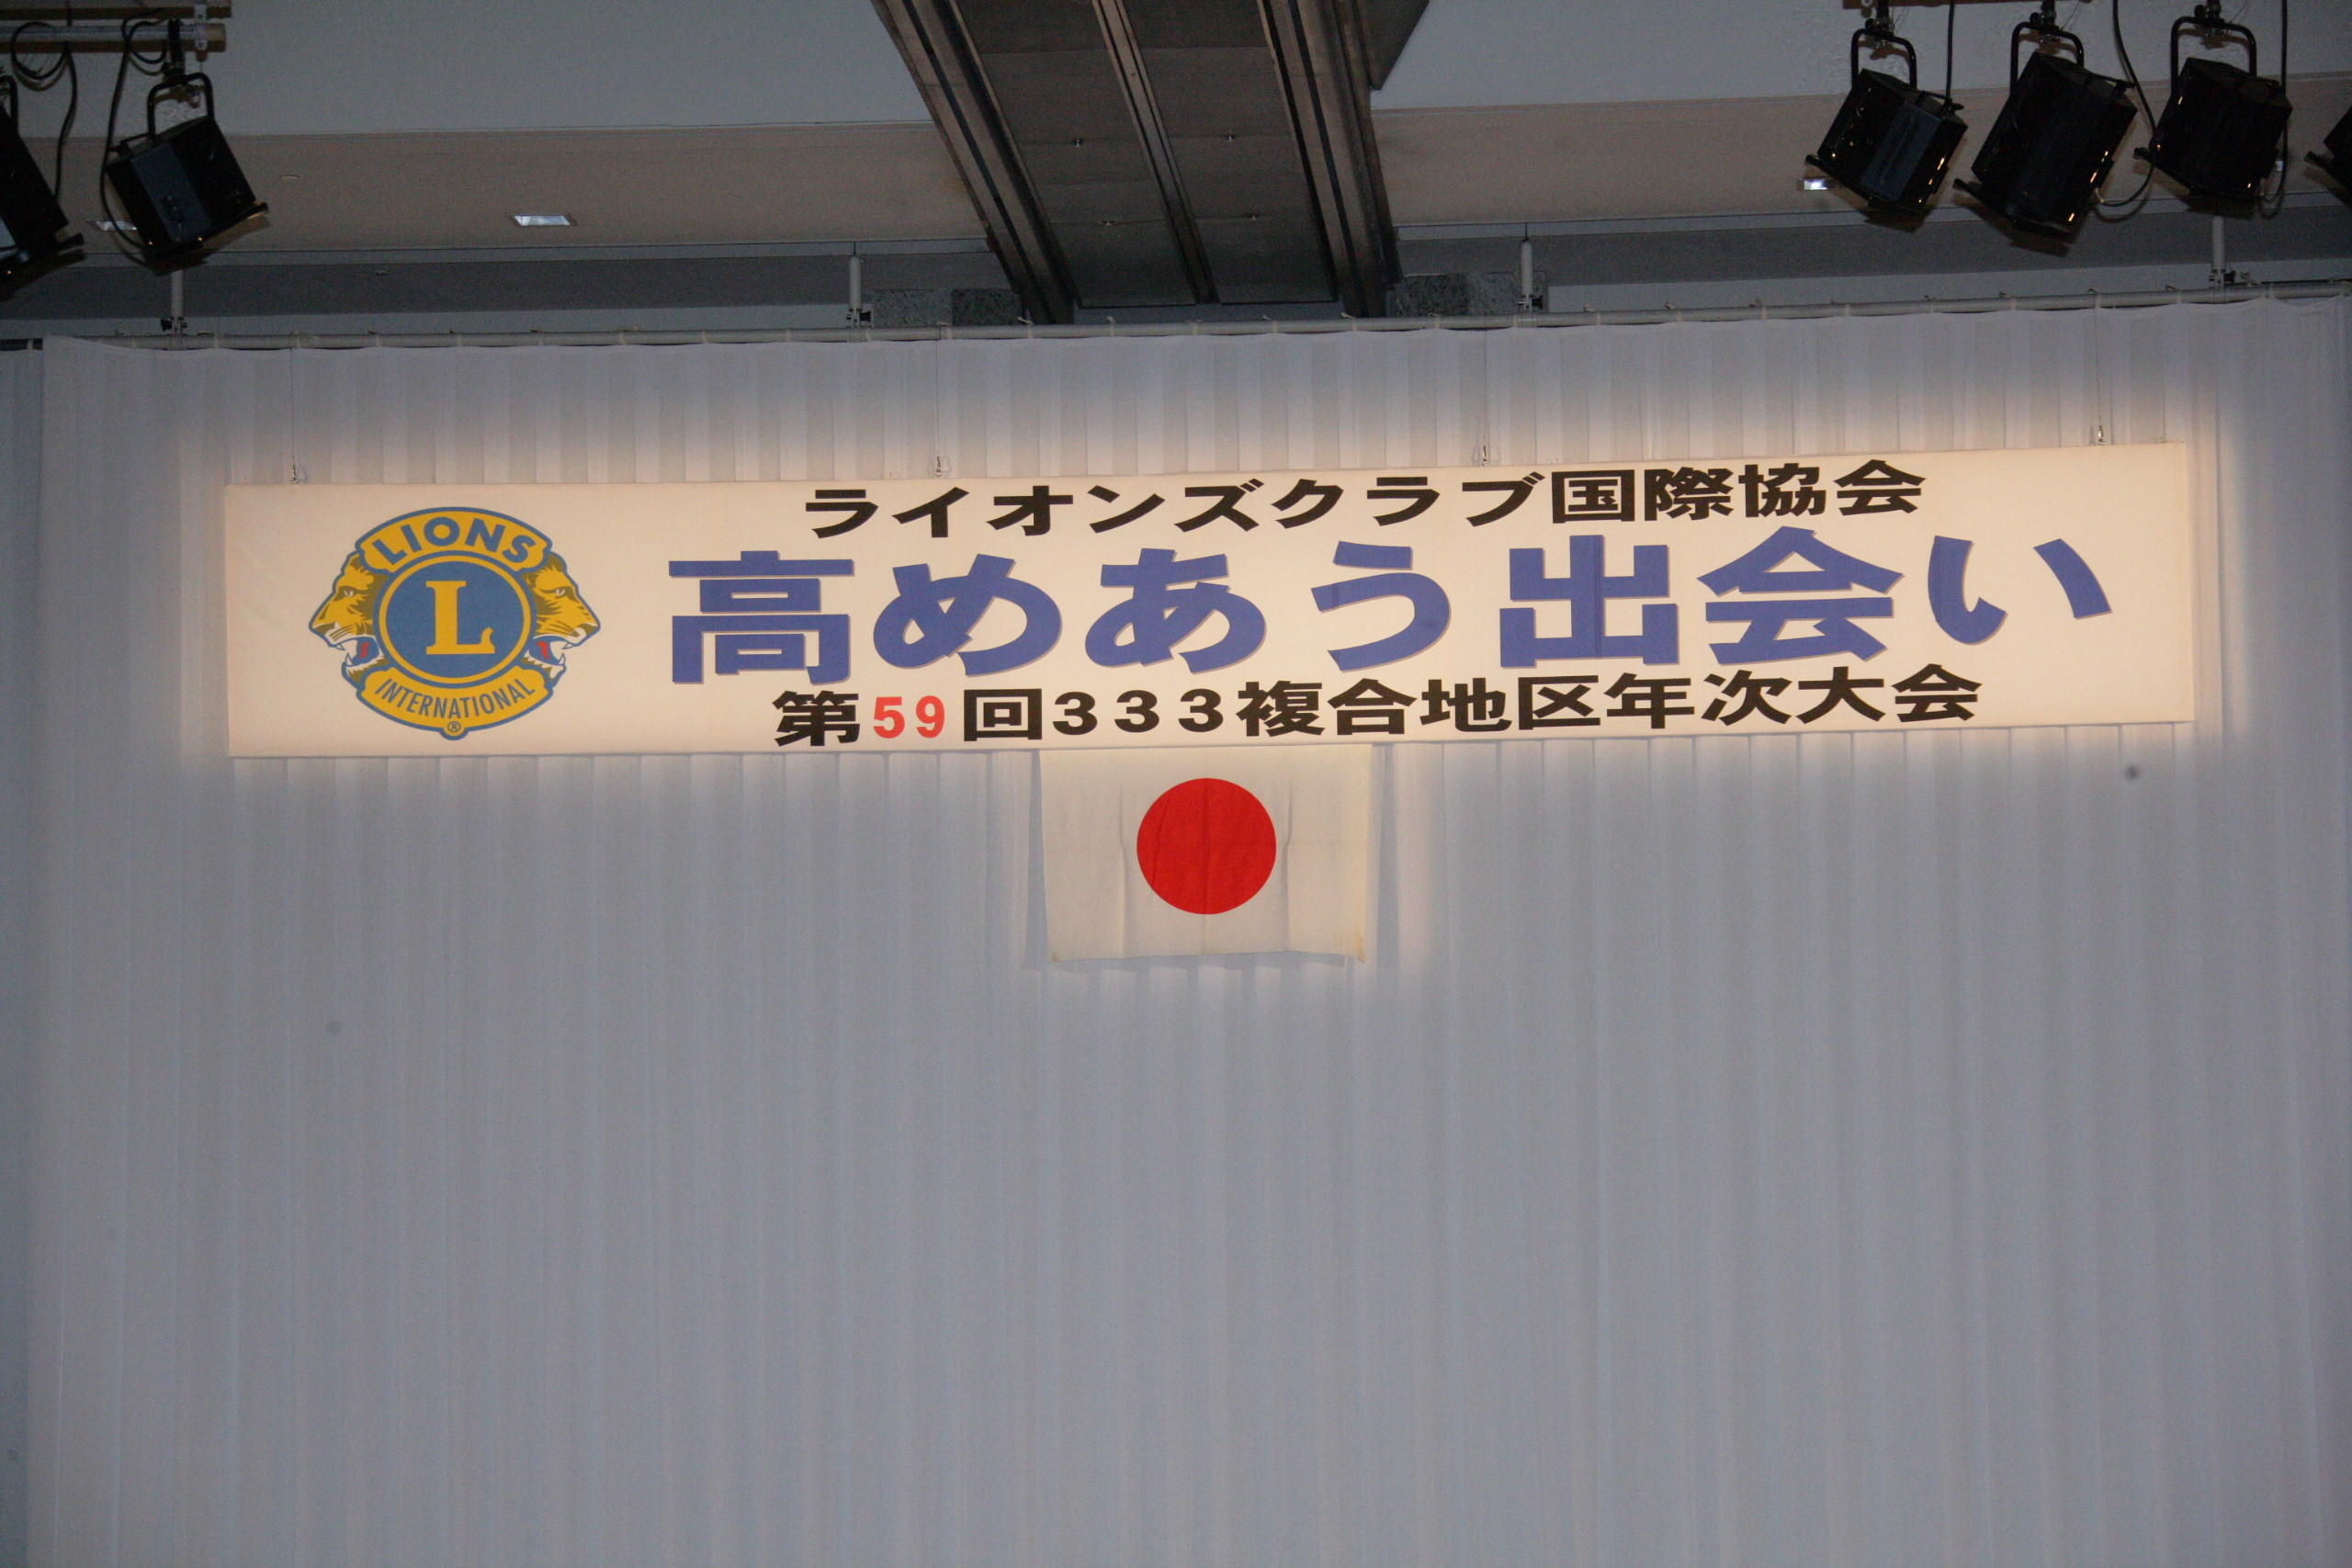 LIONS
L
INTERNATIONAL
®
ライオンズクラブ国際協会
高めあう出会い
第59回333複合地区年次大会